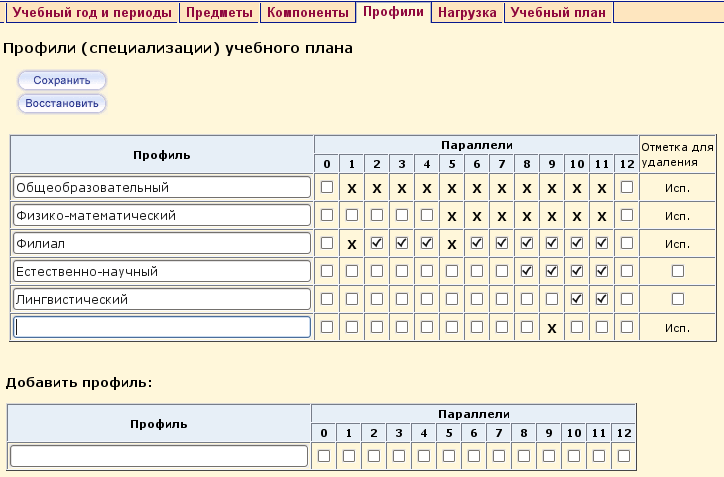 Учебный год и периоды Предметы Компоненты Профили Нагрузка Учебный план
Профили (специализации) учебного плана
Сохранить
Восстановить
Профиль Параллели Отметка для удаления
0 1 2 3 4 5 6 7 8 9 10 11 12
Общеобразовательный X X X X X X X X X X X Исп.
Физико-математический X X X X X X X Исп.
Филиал X X Исп.
Естественно-научный
Лингвистический
X Исп.
Добавить профиль:
Профиль Параллели
0 1 2 3 4 5 6 7 8 9 10 11 12